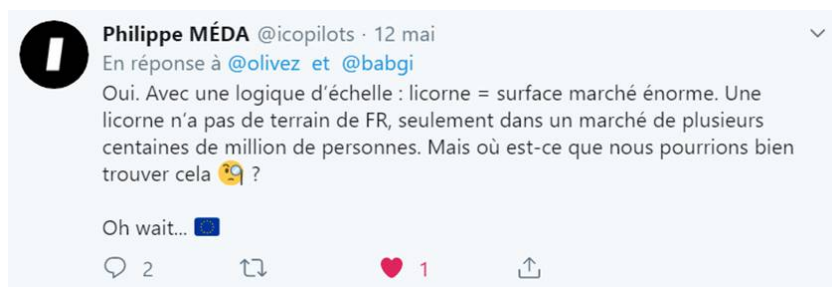 Philippe MÉDA @icopilots · 12 mai
En réponse à @olivez et @babgi
Oui. Avec une logique d’échelle : licorne = surface marché énorme. Une
licorne n’a pas de terrain de FR, seulement dans un marché de plusieurs
centaines de million de personnes. Mais où est-ce que nous pourrions bien
trouver cela 🧐 ?
Oh wait... 🇪🇺
2 1